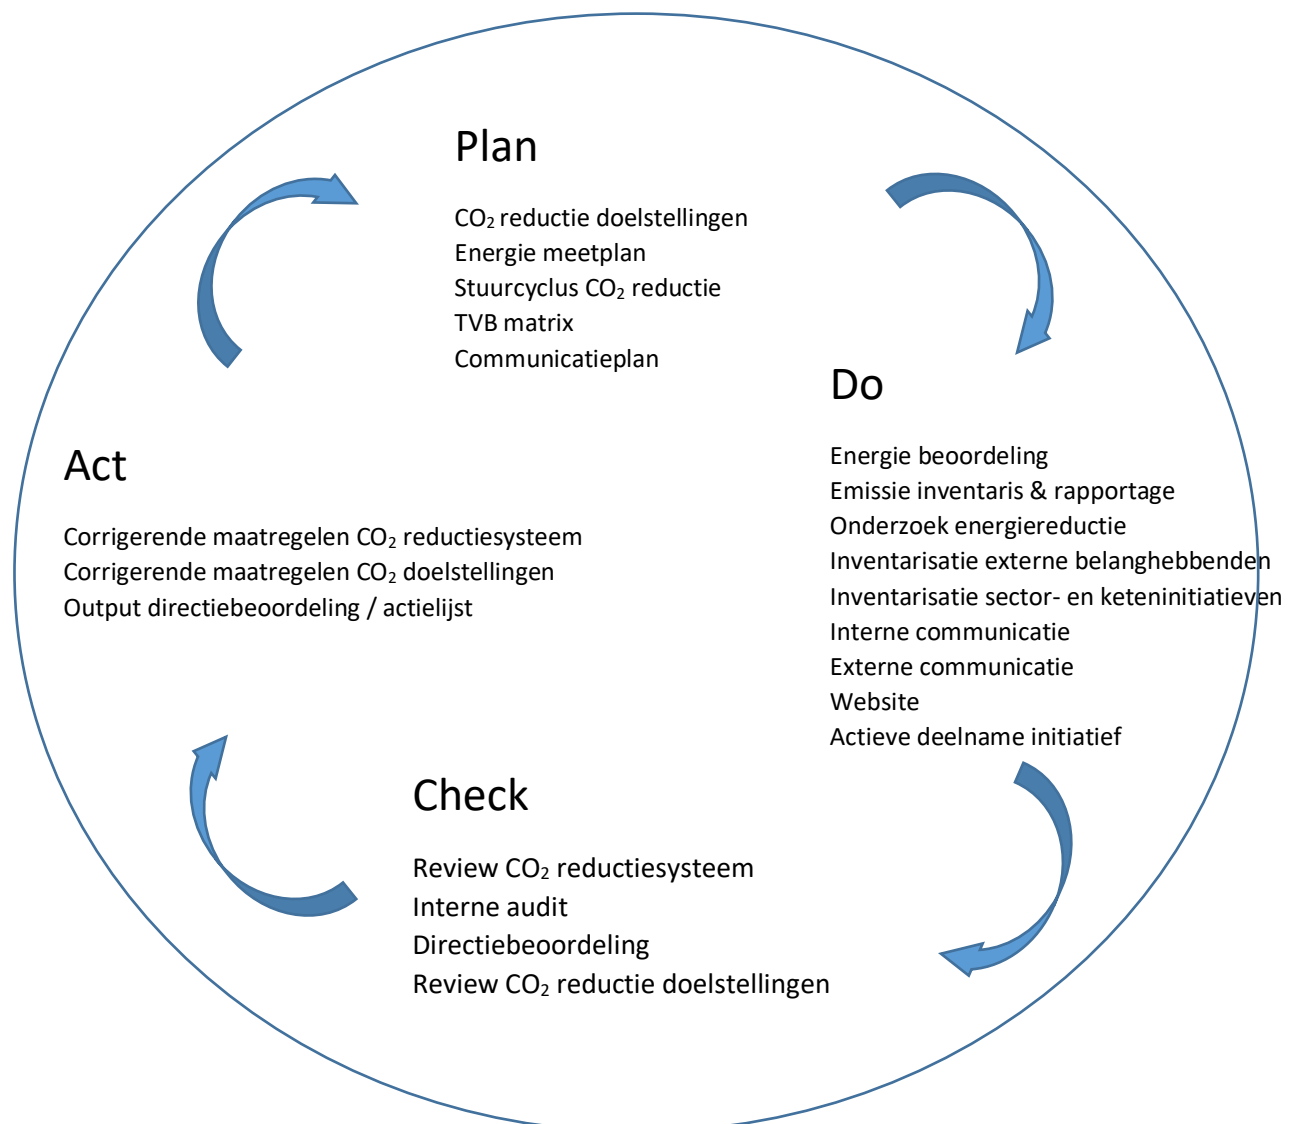 Plan
CO₂ reductie doelstellingen
Energie meetplan
Stuurcyclus CO₂ reductie
TVB matrix
Communicatieplan
Do
Energie beoordeling
Emissie inventaris & rapportage
Onderzoek energiereductie
Inventarisatie externe belanghebbenden
Inventarisatie sector- en keteninitiatieven
Interne communicatie
Externe communicatie
Website
Actieve deelname initiatief
Check
Review CO₂ reductiesysteem
Interne audit
Directiebeoordeling
Review CO₂ reductie doelstellingen
Act
Corrigerende maatregelen CO₂ reductiesysteem
Corrigerende maatregelen CO₂ doelstellingen
Output directiebeoordeling / actielijst